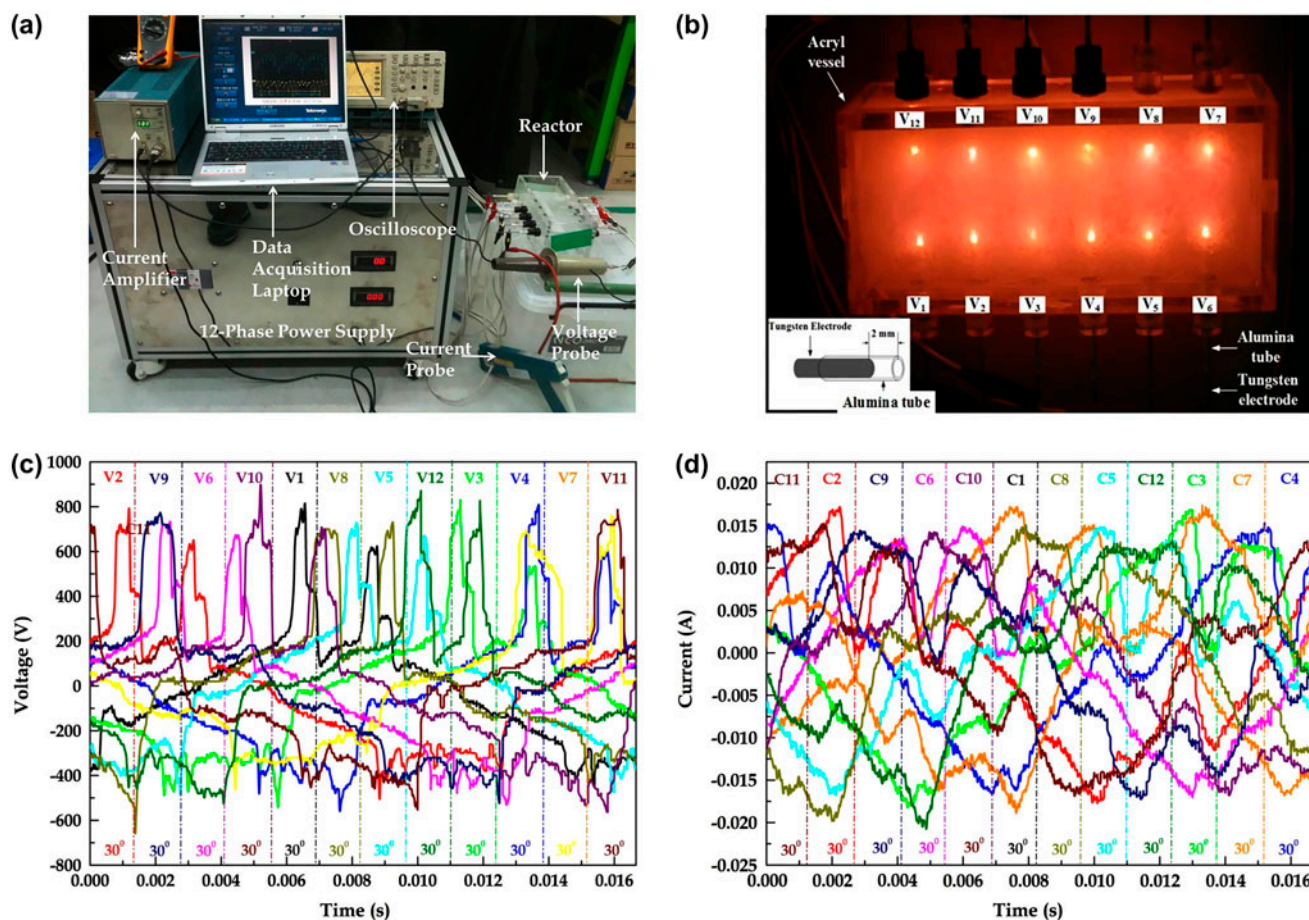 (a)
Reactor
Oscilloscope
Current
Amplifier
Data
Acquisition
Laptop
12-Phase Power Supply
Voltage
Probe
Current
Probe
Tektronix
(b)
Acryl
vessel
V12 V11 V10 V9 V8 V7
V1 V2 V3 V4 V5 V6
Tungsten Electrode
2 mm
Alumina tube
Alumina
tube
Tungsten
electrode
(c)
V2 V9 V6 V10 V1 V8 V5 V12 V3 V4 V7 V11
C11
1000
800
600
400
200
0
-200
-400
-600
-800
Voltage (V)
30° 30° 30° 30° 30° 30° 30° 30° 30° 30° 30° 30°
0.000 0.002 0.004 0.006 0.008 0.010 0.012 0.014 0.016
Time (s)
(d)
C11 C2 C9 C6 C10 C1 C8 C5 C12 C3 C7 C4
0.020
0.015
0.010
0.005
0.000
-0.005
-0.010
-0.015
-0.020
-0.025
Current (A)
30° 30° 30° 30° 30° 30° 30° 30° 30° 30° 30° 30°
0.000 0.002 0.004 0.006 0.008 0.010 0.012 0.014 0.016
Time (s)